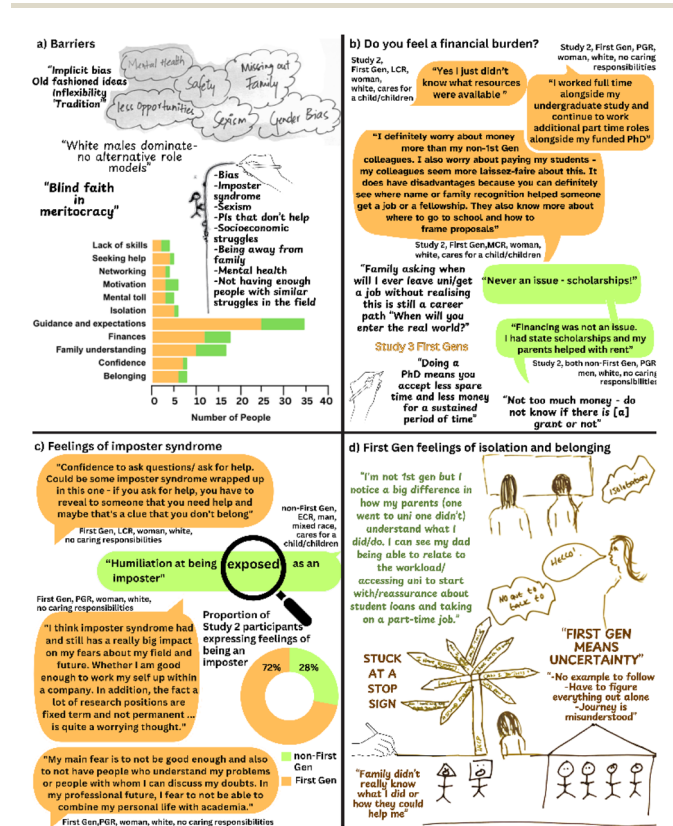 a) Barriers
"Implicit bias
Old fashioned ideas
Inflexibility
"Tradition"
Mental Health
Safety
Missing out
Family
less opportunities
Sexism
Gender Bias
"White males dominate-
no alternative role
models"
"Blind faith
in
meritocracy"
-Bias
-Imposter
syndrome
-Sexism
-PIs that don't help
-Socioeconomic
struggles
-Being away from
family
-Mental health
-Not having enough
people with similar
struggles in the field
Lack of skills
Seeking help
Networking
Motivation
Mental toll
Isolation
Guidance and expectations
Finances
Family understanding
Confidence
Belonging
0 5 10 15 20 25 30 35 40
Number of People
b) Do you feel a financial burden?
Study 2,
First Gen, LCR,
woman,
white, cares for
a child/children
"Yes I just didn't
know what resources
were available "
Study 2, First Gen, PGR,
woman, white, no caring
responsibilities
"I worked full time
alongside my
undergraduate study and
continue to work
additional part time roles
alongside my funded PhD"
"I definitely worry about money
more than my non-1st Gen
colleagues. I also worry about paying my students -
my colleagues seem more laissez-faire about this. It
does have disadvantages because you can definitely
see where name or family recognition helped someone
get a job or a fellowship. They also know more about
where to go to school and how to
frame proposals"
Study 2, First Gen,MCR, woman,
white, cares for a child/children
"Family asking when
will I ever leave uni/get
a job without realising
this is still a career
path "When will you
enter the real world?"
Study 3 First Gens
"Doing a
PhD means you
accept less spare
time and less money
for a sustained
period of time"
"Never an issue - scholarships!"
"Financing was not an issue.
I had state scholarships and my
parents helped with rent"
Study 2, both non-First Gen, PGR
men, white, no caring
responsibilities
"Not too much money - do
not know if there is [a]
grant or not"
c) Feelings of imposter syndrome
"Confidence to ask questions/ ask for help.
Could be some imposter syndrome wrapped up
in this one - if you ask for help, you have to
reveal to someone that you need help and
maybe that's a clue that you don't belong"
First Gen, LCR, woman, white,
no caring responsibilities
non-First Gen,
ECR, man,
mixed race,
cares for a
child/children
"Humiliation at being exposed as an
imposter"
First Gen, PGR, woman, white,
no caring responsibilities
"I think imposter syndrome had
and still has a really big impact
on my fears about my field and
future. Whether I am good
enough to work my self up within
a company. In addition, the fact a
lot of research positions are
fixed term and not permanent ...
is quite a worrying thought."
Proportion of
Study 2 participants
expressing feelings of
being an
imposter
72% 28%
non-First
Gen
First Gen
"My main fear is to not be good enough and also
to not have people who understand my problems
or people with whom I can discuss my doubts. In
my professional future, I fear to not be able to
combine my personal life with academia."
First Gen,PGR, woman, white, no caring responsibilities
d) First Gen feelings of isolation and belonging
"I'm not 1st gen but I
notice a big difference in
how my parents (one
went to uni one didn't)
understand what I
did/do. I can see my dad
being able to relate to
the workload/
accessing uni to start
with/reassurance about
student loans and taking
on a part-time job."
Isolation
Hello!
No one to
talk to
STUCK
AT A
STOP
SIGN
HELP
"FIRST GEN
MEANS
UNCERTAINTY"
"-No example to follow
-Have to figure
everything out alone
-Journey is
misunderstood"
"Family didn't
really know
what I did or
how they could
help me"